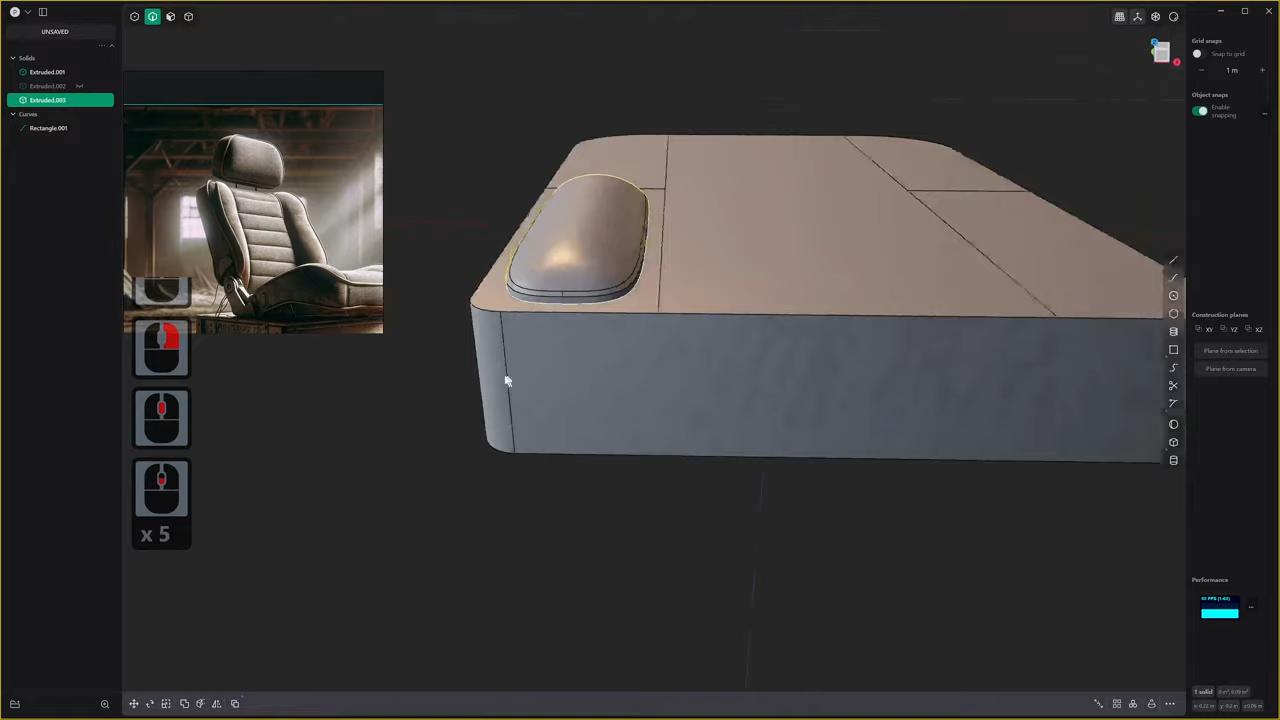 UNSAVED
Solids
Extruded.001
Extruded.002
Extruded.003
Curves
Rectangle.001
x 5
Grid snaps
Snap to grid
1 m
Object snaps
Enable
snapping
Construction planes
XY YZ XZ
Plane from selection
Plane from camera
Performance
1 solid